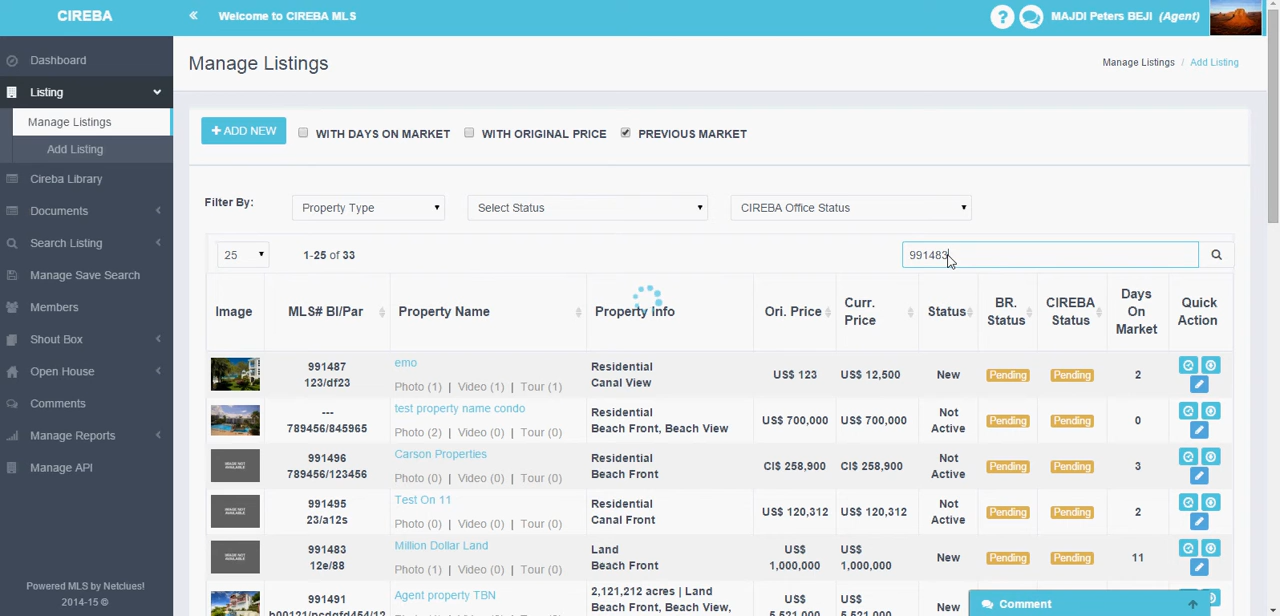 CIREBA
Welcome to CIREBA MLS
MAJDI Peters BEJI (Agent)
Dashboard
Listing
Manage Listings
Add Listing
Cireba Library
Documents
Search Listing
Manage Save Search
Members
Shout Box
Open House
Comments
Manage Reports
Manage API
Powered MLS by Netclues!
2014-15 ©
Manage Listings
Manage Listings / Add Listing
+ ADD NEW
WITH DAYS ON MARKET
WITH ORIGINAL PRICE
PREVIOUS MARKET
Filter By:
Property Type
Select Status
CIREBA Office Status
25
1-25 of 33
991483
Image
MLS# Bl/Par
Property Name
Property Info
Ori. Price
Curr. Price
Status
BR. Status
CIREBA Status
Days On Market
Quick Action
991487
123/df23
emo
Photo (1) | Video (1) | Tour (1)
Residential
Canal View
US$ 123
US$ 12,500
New
Pending
Pending
2
---
789456/845965
test property name condo
Photo (2) | Video (0) | Tour (0)
Residential
Beach Front, Beach View
US$ 700,000
US$ 700,000
Not Active
Pending
Pending
0
IMAGE NOT AVAILABLE
991496
789456/123456
Carson Properties
Photo (0) | Video (0) | Tour (0)
Residential
Beach Front
CI$ 258,900
CI$ 258,900
Not Active
Pending
Pending
3
IMAGE NOT AVAILABLE
991495
23/a12s
Test On 11
Photo (0) | Video (0) | Tour (0)
Residential
Canal Front
US$ 120,312
US$ 120,312
Not Active
Pending
Pending
2
IMAGE NOT AVAILABLE
991483
12e/88
Million Dollar Land
Photo (1) | Video (0) | Tour (0)
Land
Beach Front
US$ 1,000,000
US$ 1,000,000
New
Pending
Pending
11
991491
Agent property TBN
2,121,212 acres | Land
Beach Front, Beach View,
US$
US$
New
Comment